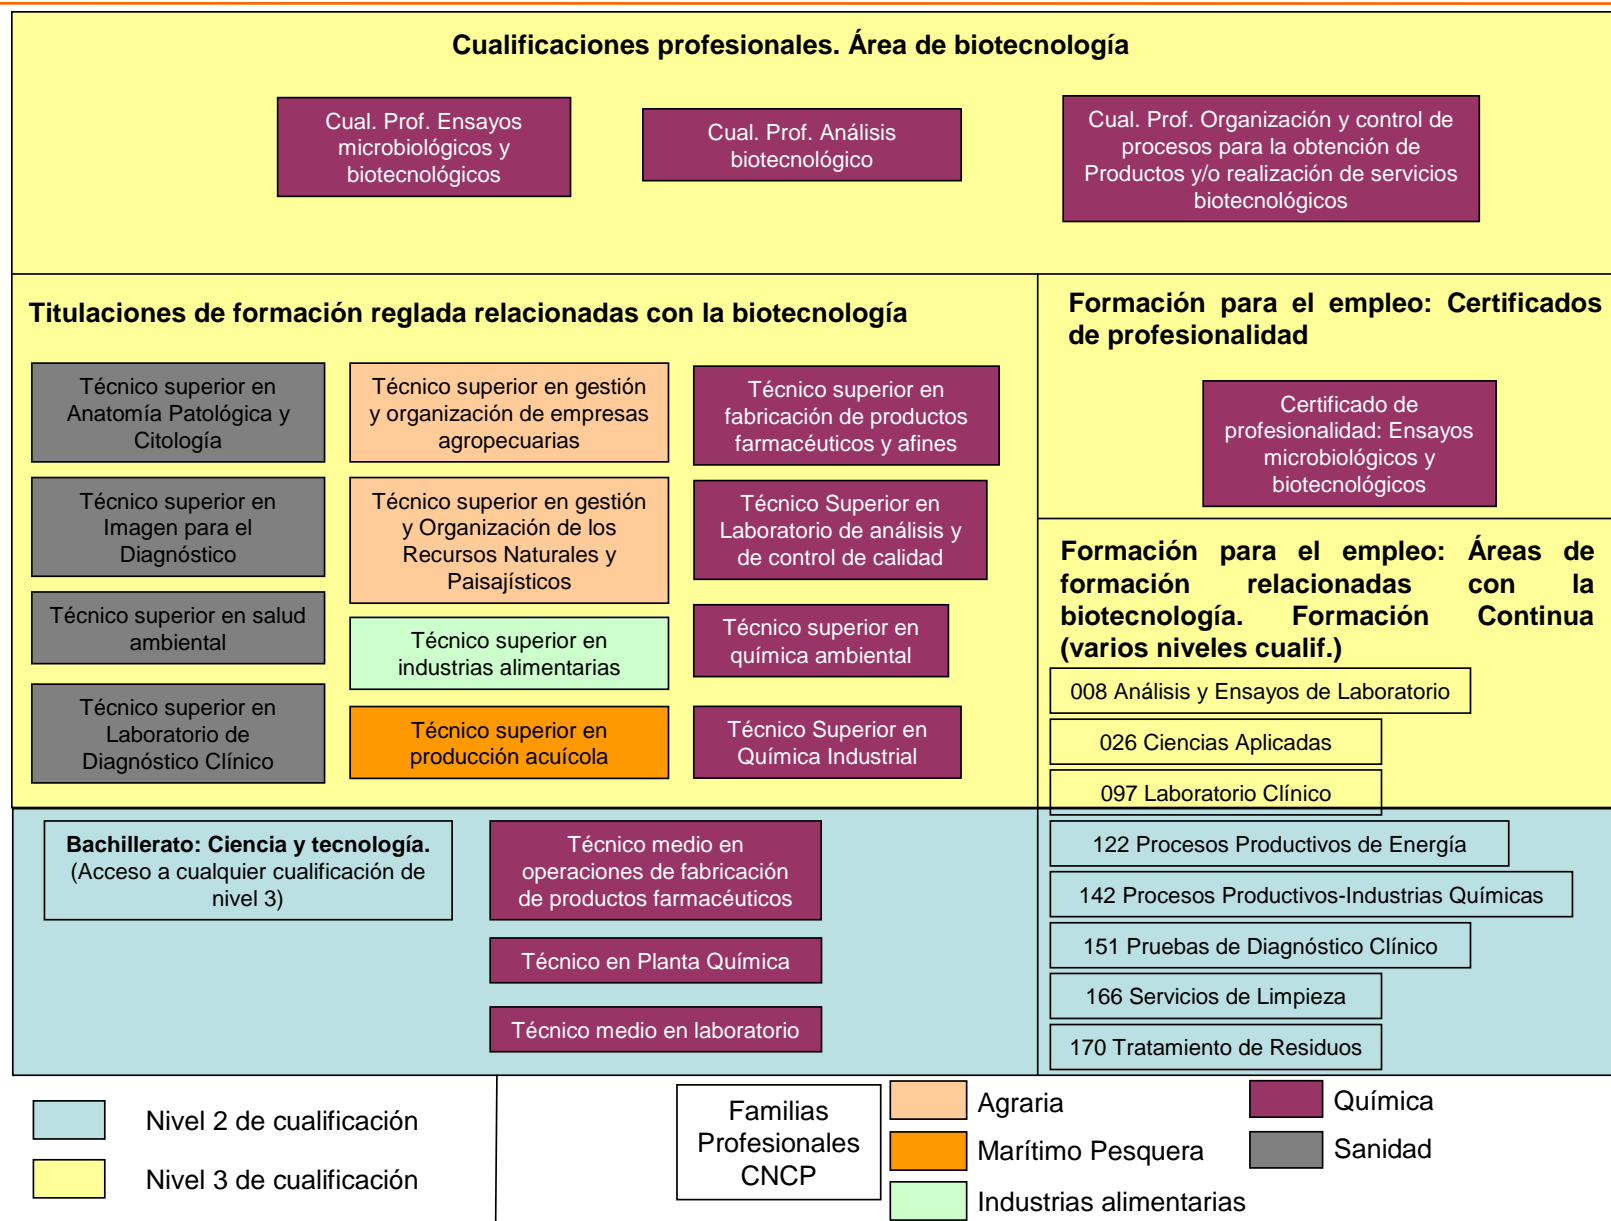 Cualificaciones profesionales. Área de biotecnología
Cual. Prof. Ensayos
microbiológicos y
biotecnológicos
Cual. Prof. Análisis
biotecnológico
Cual. Prof. Organización y control de
procesos para la obtención de
Productos y/o realización de servicios
biotecnológicos
Titulaciones de formación reglada relacionadas con la biotecnología
Técnico superior en
Anatomía Patológica y
Citología
Técnico superior en gestión
y organización de empresas
agropecuarias
Técnico superior en
fabricación de productos
farmacéuticos y afines
Técnico superior en
Imagen para el
Diagnóstico
Técnico superior en gestión
y Organización de los
Recursos Naturales y
Paisajísticos
Técnico Superior en
Laboratorio de análisis y
de control de calidad
Técnico superior en salud
ambiental
Técnico superior en
industrias alimentarias
Técnico superior en
química ambiental
Técnico superior en
Laboratorio de
Diagnóstico Clínico
Técnico superior en
producción acuícola
Técnico Superior en
Química Industrial
Formación para el empleo: Certificados
de profesionalidad
Certificado de
profesionalidad: Ensayos
microbiológicos y
biotecnológicos
Formación para el empleo: Áreas de
formación relacionadas con la
biotecnología. Formación Continua
(varios niveles cualif.)
008 Análisis y Ensayos de Laboratorio
026 Ciencias Aplicadas
097 Laboratorio Clínico
122 Procesos Productivos de Energía
142 Procesos Productivos-Industrias Químicas
151 Pruebas de Diagnóstico Clínico
166 Servicios de Limpieza
170 Tratamiento de Residuos
Bachillerato: Ciencia y tecnología.
(Acceso a cualquier cualificación de
nivel 3)
Técnico medio en
operaciones de fabricación
de productos farmacéuticos
Técnico en Planta Química
Técnico medio en laboratorio
Nivel 2 de cualificación
Nivel 3 de cualificación
Familias
Profesionales
CNCP
Agraria
Marítimo Pesquera
Industrias alimentarias
Química
Sanidad